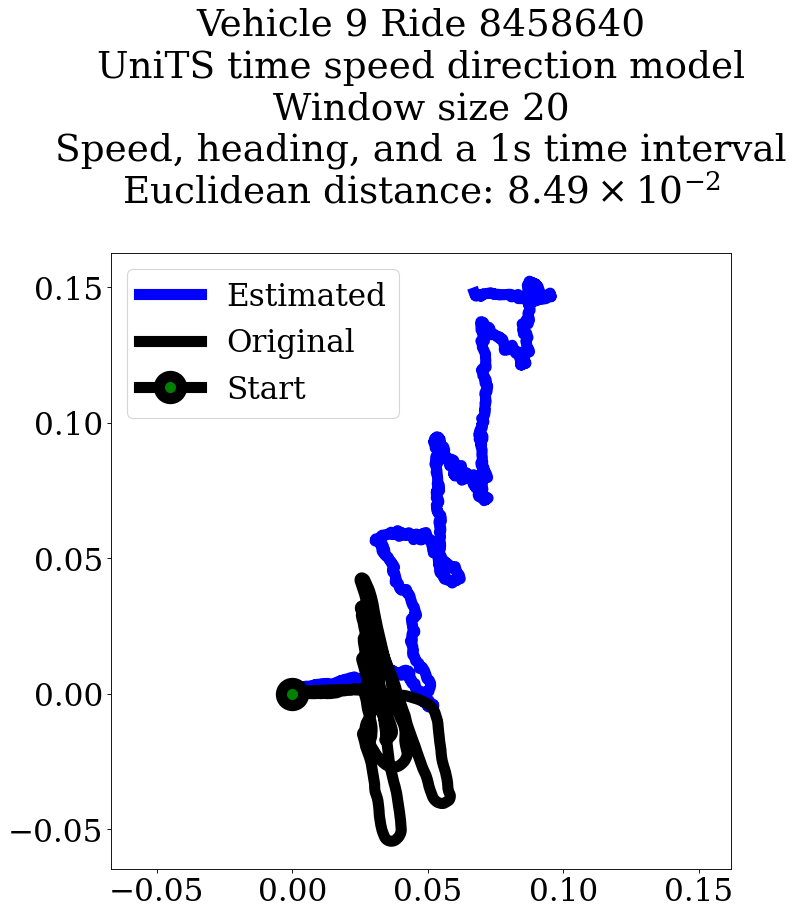 Vehicle 9 Ride 8458640
UniTS time speed direction model
Window size 20
Speed, heading, and a 1s time interval
Euclidean distance: 8.49 × 10⁻²
Estimated
Original
Start
0.15
0.10
0.05
0.00
−0.05
−0.05 0.00 0.05 0.10 0.15